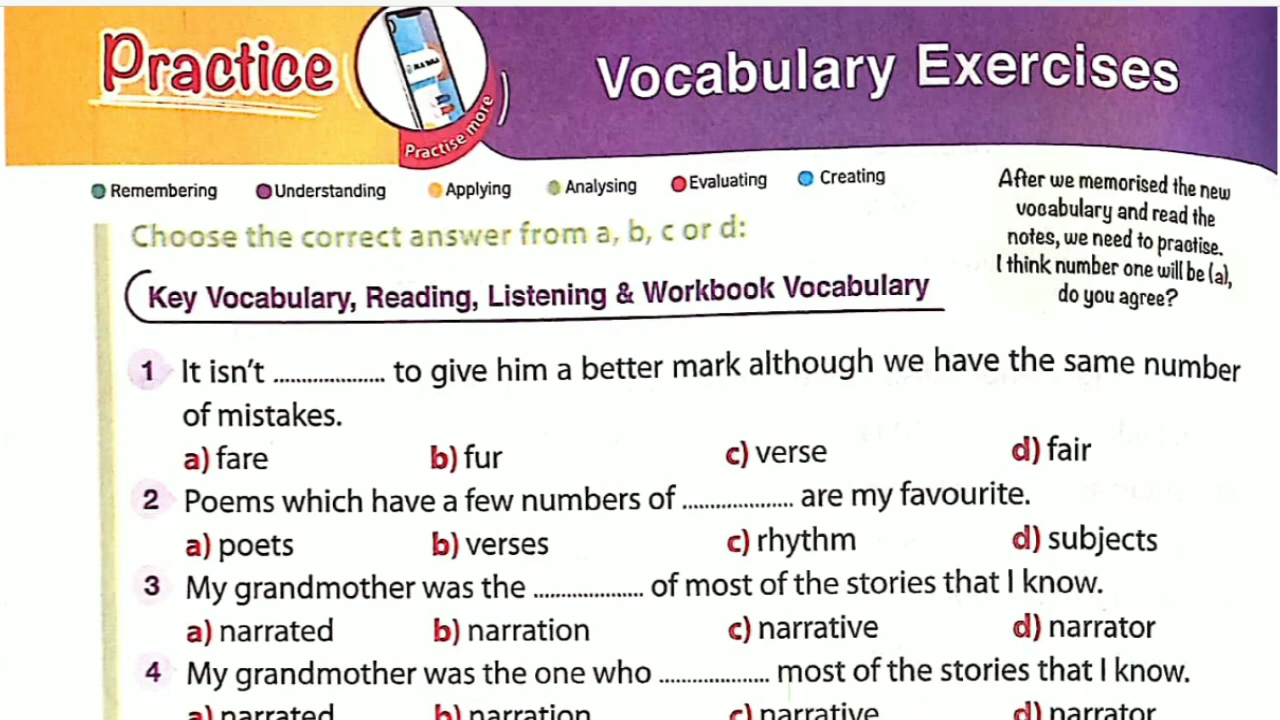 Practice
Practise more
Vocabulary Exercises
Remembering Understanding Applying Analysing Evaluating Creating
After we memorised the new
vocabulary and read the
notes, we need to practise.
I think number one will be (a),
do you agree?
Choose the correct answer from a, b, c or d:
Key Vocabulary, Reading, Listening & Workbook Vocabulary
1 It isn't .................... to give him a better mark although we have the same number
of mistakes.
a) fare b) fur c) verse d) fair
2 Poems which have a few numbers of .................... are my favourite.
a) poets b) verses c) rhythm d) subjects
3 My grandmother was the .................... of most of the stories that I know.
a) narrated b) narration c) narrative d) narrator
4 My grandmother was the one who .................... most of the stories that I know.
a) narrated b) narration c) narrative d) narrator